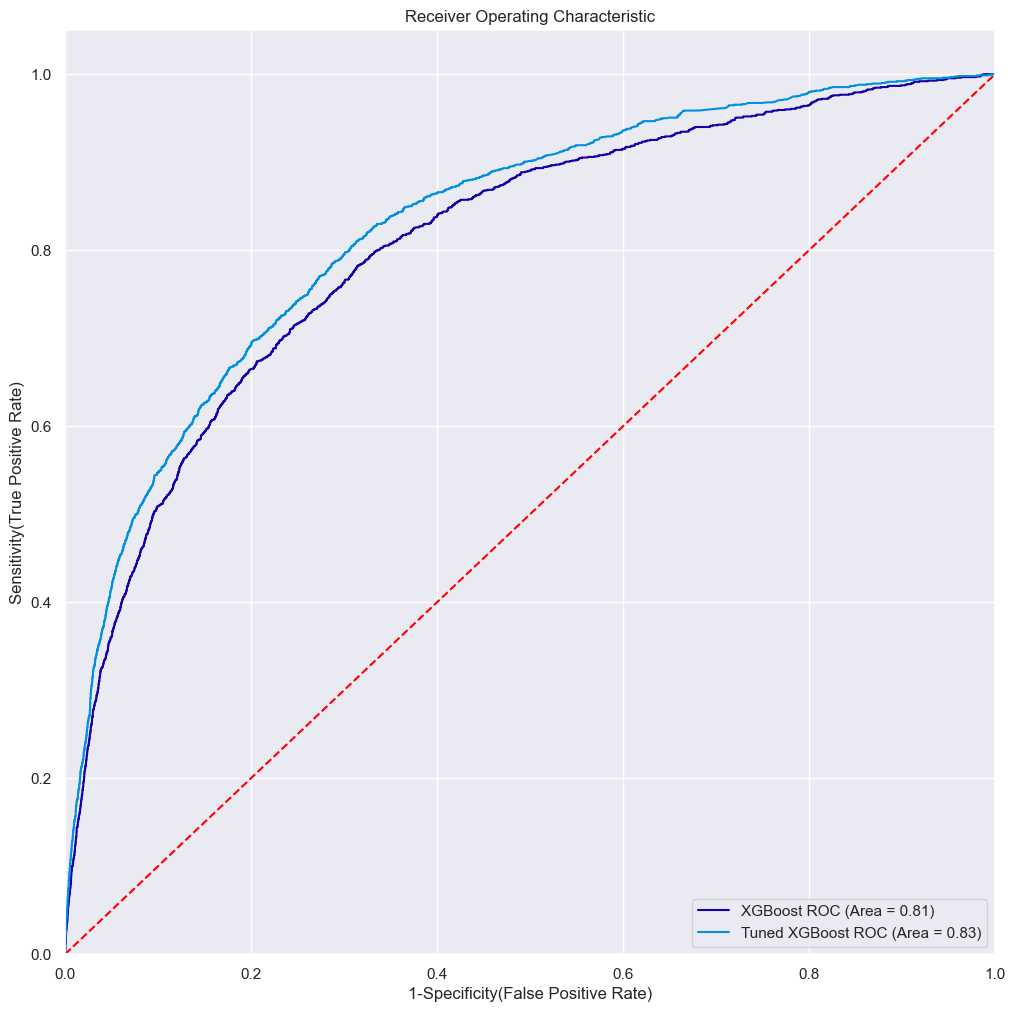 Receiver Operating Characteristic
1.0
0.8
0.6
0.4
0.2
0.0
Sensitivity(True Positive Rate)
XGBoost ROC (Area = 0.81)
Tuned XGBoost ROC (Area = 0.83)
0.0 0.2 0.4 0.6 0.8 1.0
1-Specificity(False Positive Rate)